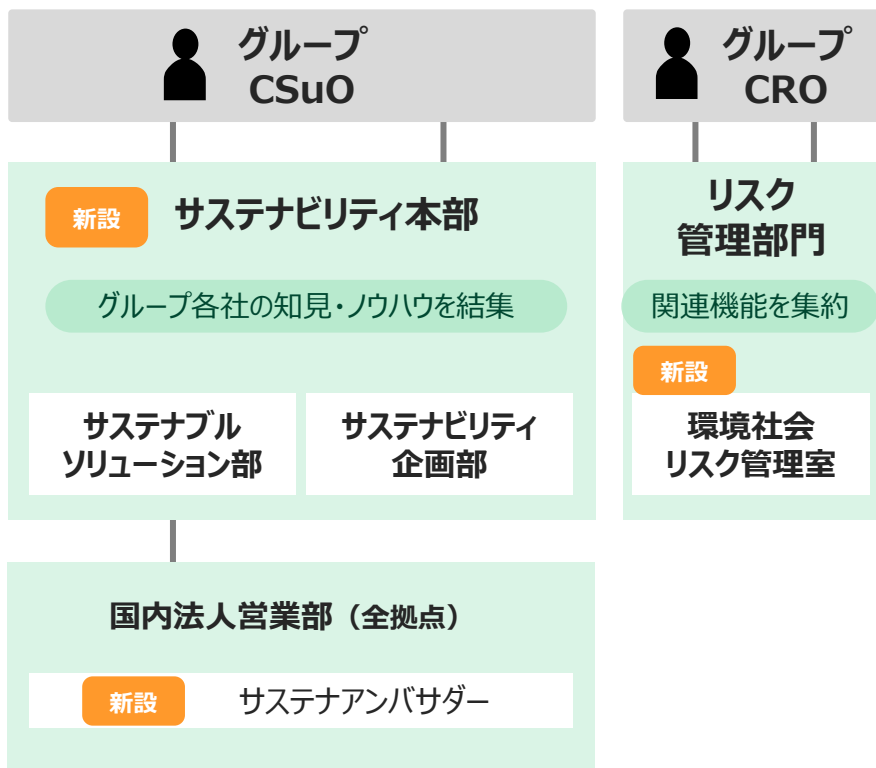 グループ
CSuO
グループ
CRO
新設
サステナビリティ本部
グループ各社の知見・ノウハウを結集
サステナブル
ソリューション部
サステナビリティ
企画部
リスク
管理部門
関連機能を集約
新設
環境社会
リスク管理室
国内法人営業部（全拠点）
新設
サステナアンバサダー